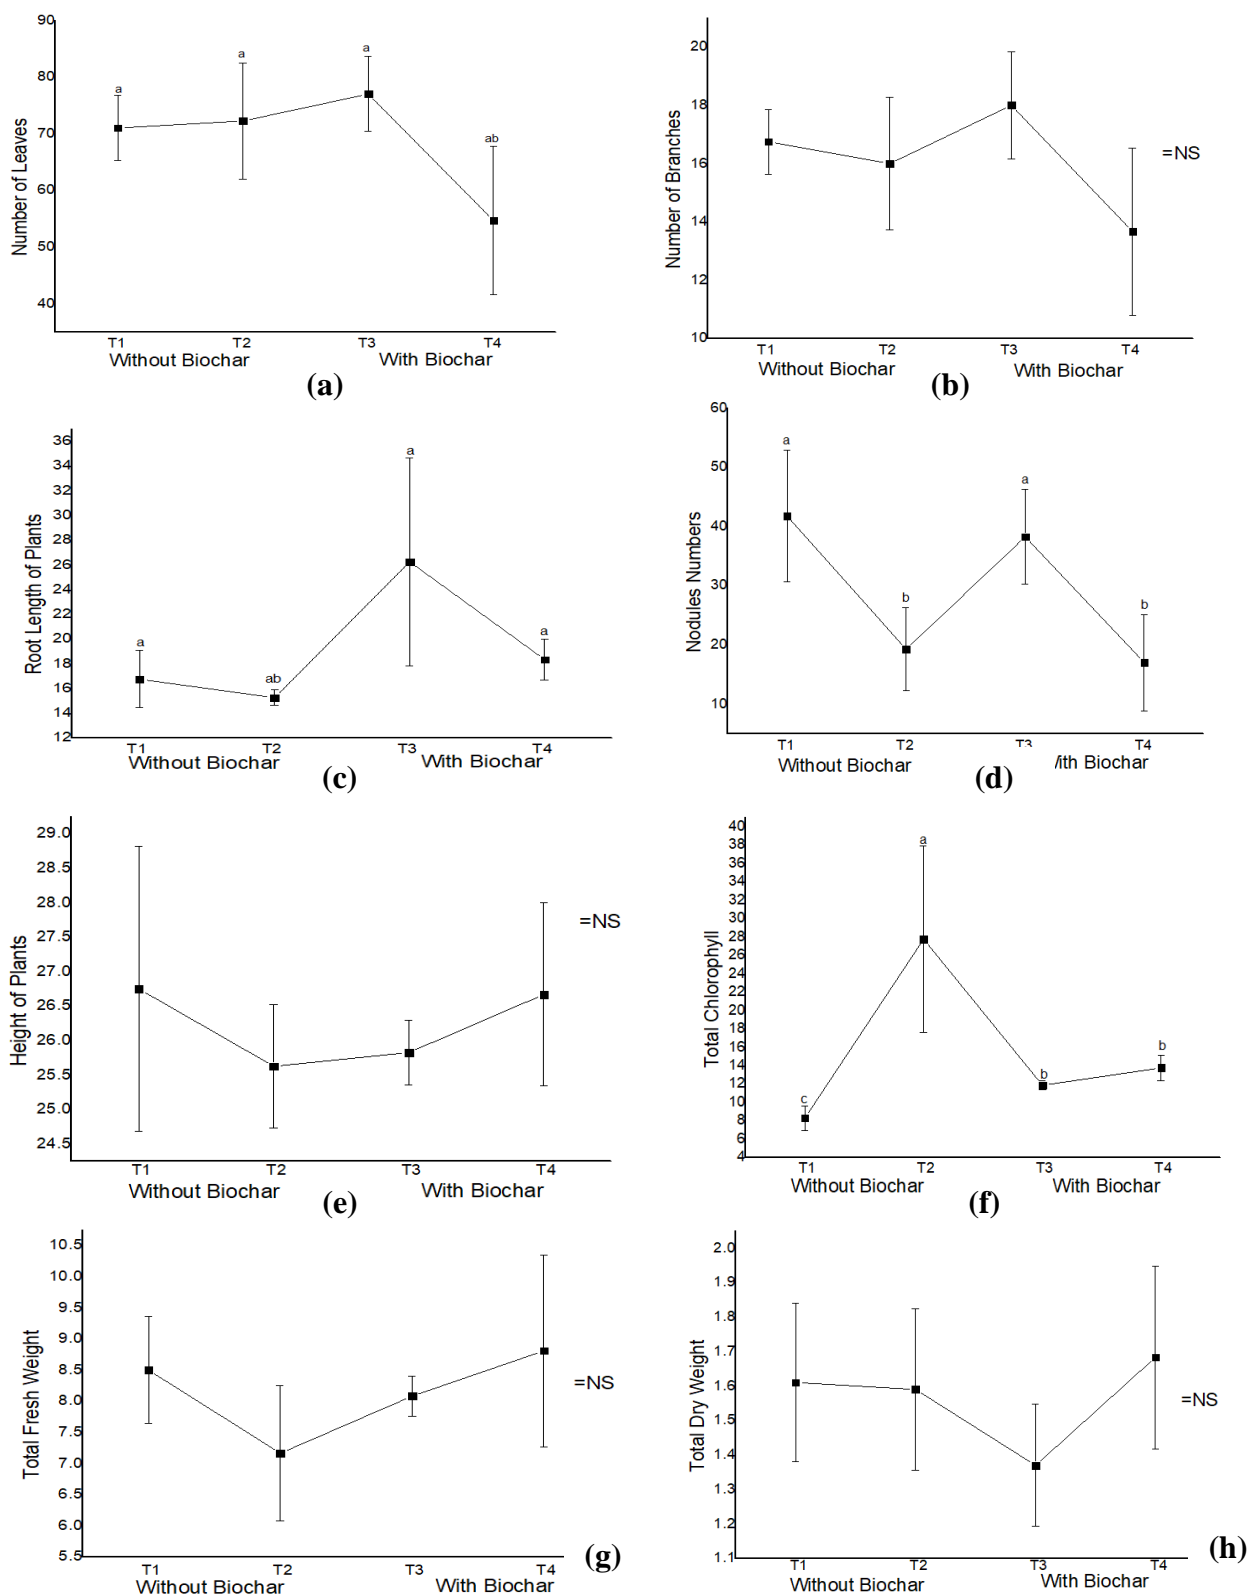 90
80
70
60
50
40
Number of Leaves
a
a
a
ab
T1
T2
T3
T4
Without Biochar
With Biochar
(a)
20
18
16
14
12
10
Number of Branches
=NS
T1
T2
T3
T4
Without Biochar
With Biochar
(b)
36
34
32
30
28
26
24
22
20
18
16
14
12
Root Length of Plants
a
ab
a
a
T1
T2
T3
T4
Without Biochar
With Biochar
(c)
60
50
40
30
20
10
Nodules Numbers
a
b
a
b
T1
T2
T3
T4
Without Biochar
ith Biochar
(d)
29.0
28.5
28.0
27.5
27.0
26.5
26.0
25.5
25.0
24.5
Height of Plants
=NS
T1
T2
T3
T4
Without Biochar
With Biochar
(e)
40
38
36
34
32
30
28
26
24
22
20
18
16
14
12
10
8
6
4
Total Chlorophyll
c
a
b
b
T1
T2
T3
T4
Without Biochar
With Biochar
(f)
10.5
10.0
9.5
9.0
8.5
8.0
7.5
7.0
6.5
6.0
5.5
Total Fresh Weight
=NS
T1
T2
T3
T4
Without Biochar
With Biochar
(g)
2.0
1.9
1.8
1.7
1.6
1.5
1.4
1.3
1.2
1.1
Total Dry Weight
=NS
T1
T2
T3
T4
Without Biochar
With Biochar
(h)